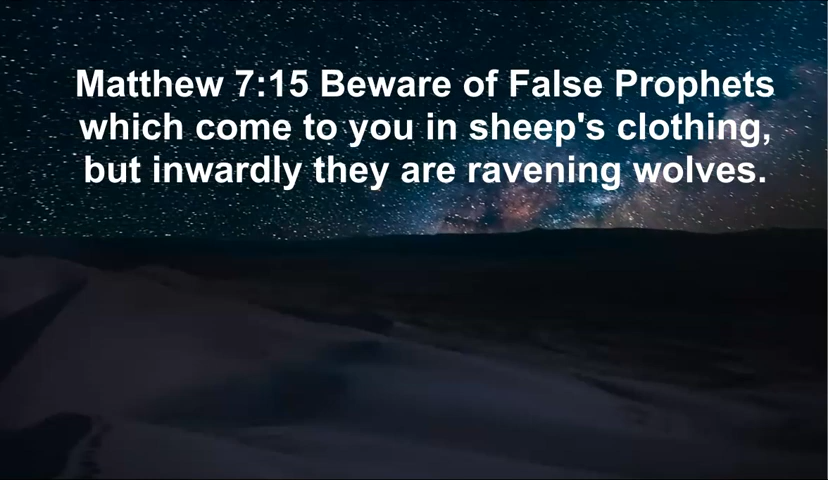 Matthew 7:15 Beware of False Prophets
which come to you in sheep's clothing,
but inwardly they are ravening wolves.